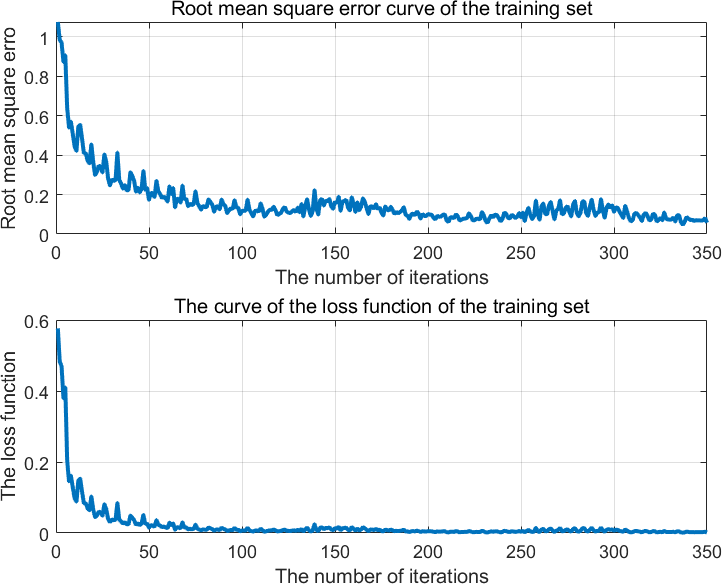 Root mean square error curve of the training set
Root mean square erro
1
0.8
0.6
0.4
0.2
0
0 50 100 150 200 250 300 350
The number of iterations
The curve of the loss function of the training set
The loss function
0.6
0.4
0.2
0
0 50 100 150 200 250 300 350
The number of iterations